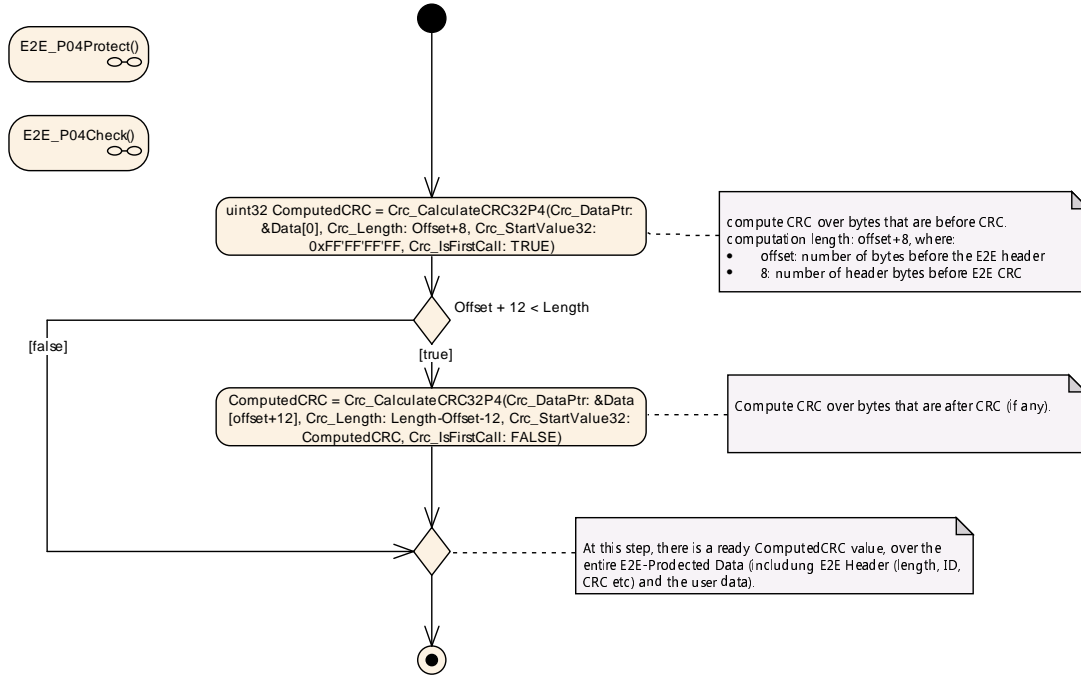 E2E_P04Protect()
E2E_P04Check()
uint32 ComputedCRC = Crc_CalculateCRC32P4(Crc_DataPtr:
&Data[0], Crc_Length: Offset+8, Crc_StartValue32:
0xFF'FF'FF'FF, Crc_IsFirstCall: TRUE)
compute CRC over bytes that are before CRC.
computation length: offset+8, where:
• offset: number of bytes before the E2E header
• 8: number of header bytes before E2E CRC
Offset + 12 < Length
[false]
[true]
ComputedCRC = Crc_CalculateCRC32P4(Crc_DataPtr: &Data
[offset+12], Crc_Length: Length-Offset-12, Crc_StartValue32:
ComputedCRC, Crc_IsFirstCall: FALSE)
Compute CRC over bytes that are after CRC (if any).
At this step, there is a ready ComputedCRC value, over the
entire E2E-Prodected Data (includung E2E Header (length, ID,
CRC etc) and the user data).